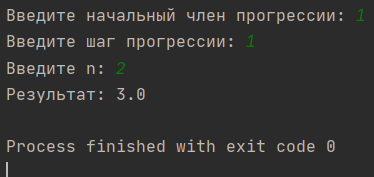 Введите начальный член прогрессии: 1
Введите шаг прогрессии: 1
Введите n: 2
Результат: 3.0
Process finished with exit code 0